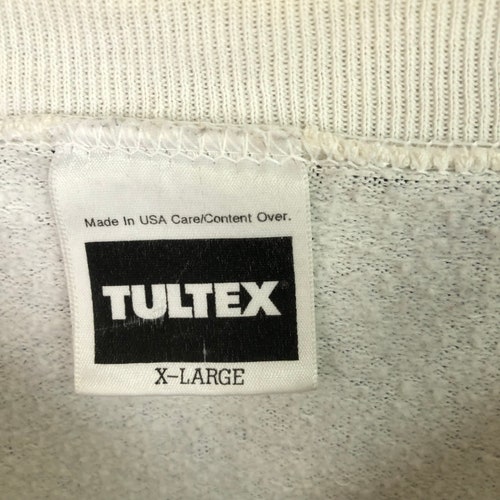 Made In USA Care/Content Over.
TULTEX
X-LARGE